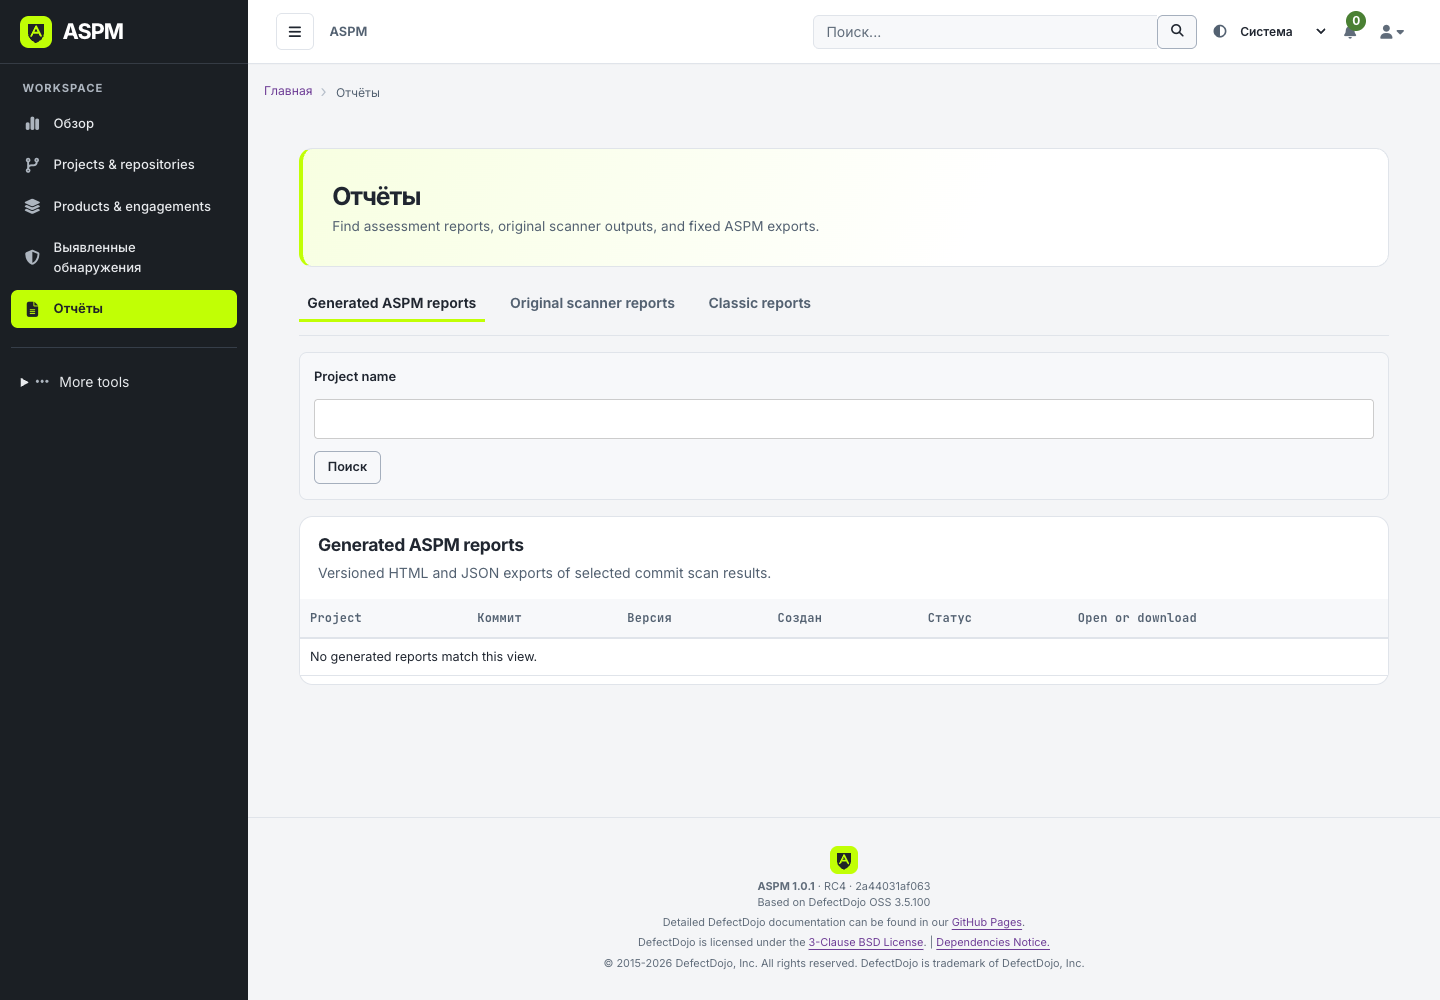 ASPM
ASPM
Поиск...
Система
0
WORKSPACE
Обзор
Projects & repositories
Products & engagements
Выявленные
обнаружения
Отчёты
More tools
Главная
Отчёты
Отчёты
Find assessment reports, original scanner outputs, and fixed ASPM exports.
Generated ASPM reports Original scanner reports Classic reports
Project name
Поиск
Generated ASPM reports
Versioned HTML and JSON exports of selected commit scan results.
Project Коммит Версия Создан Статус Open or download
No generated reports match this view.
ASPM 1.0.1 · RC4 · 2a44031af063
Based on DefectDojo OSS 3.5.100
Detailed DefectDojo documentation can be found in our GitHub Pages.
DefectDojo is licensed under the 3-Clause BSD License. | Dependencies Notice.
© 2015-2026 DefectDojo, Inc. All rights reserved. DefectDojo is trademark of DefectDojo, Inc.